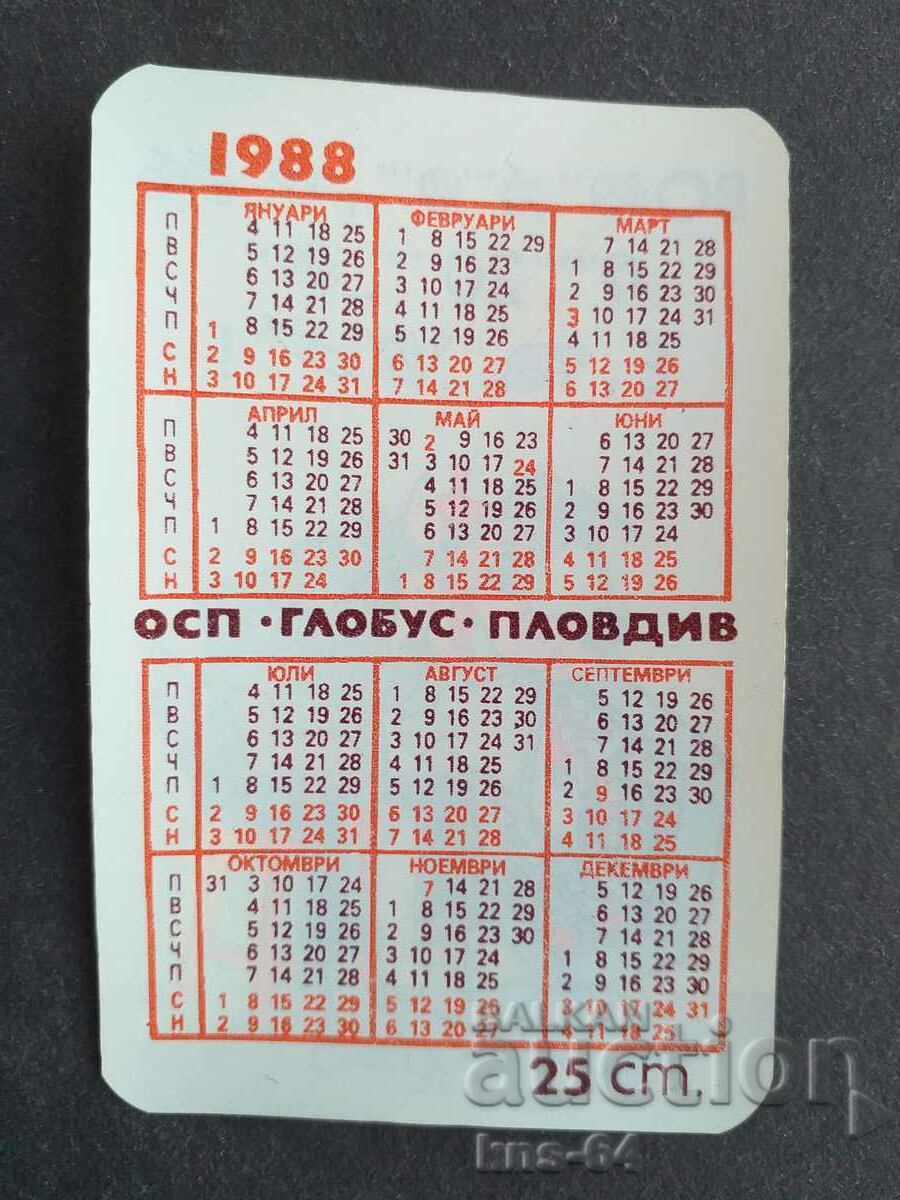 1988
ЯНУАРИ ФЕВРУАРИ МАРТ
П 4 11 18 25 1 8 15 22 29 7 14 21 28
В 5 12 19 26 2 9 16 23 1 8 15 22 29
С 6 13 20 27 3 10 17 24 2 9 16 23 30
Ч 7 14 21 28 4 11 18 25 3 10 17 24 31
П 1 8 15 22 29 5 12 19 26 4 11 18 25
С 2 9 16 23 30 6 13 20 27 5 12 19 26
Н 3 10 17 24 31 7 14 21 28 6 13 20 27
АПРИЛ МАЙ ЮНИ
П 4 11 18 25 30 2 9 16 23 6 13 20 27
В 5 12 19 26 31 3 10 17 24 7 14 21 28
С 6 13 20 27 4 11 18 25 1 8 15 22 29
Ч 7 14 21 28 5 12 19 26 2 9 16 23 30
П 1 8 15 22 29 6 13 20 27 3 10 17 24
С 2 9 16 23 30 7 14 21 28 4 11 18 25
Н 3 10 17 24 1 8 15 22 29 5 12 19 26
ОСП • ГЛОБУС • ПЛОВДИВ
ЮЛИ АВГУСТ СЕПТЕМВРИ
П 4 11 18 25 1 8 15 22 29 5 12 19 26
В 5 12 19 26 2 9 16 23 30 6 13 20 27
С 6 13 20 27 3 10 17 24 31 7 14 21 28
Ч 7 14 21 28 4 11 18 25 1 8 15 22 29
П 1 8 15 22 29 5 12 19 26 2 9 16 23 30
С 2 9 16 23 30 6 13 20 27 3 10 17 24
Н 3 10 17 24 31 7 14 21 28 4 11 18 25
ОКТОМВРИ НОЕМВРИ ДЕКЕМВРИ
П 31 3 10 17 24 7 14 21 28 5 12 19 26
В 4 11 18 25 1 8 15 22 29 6 13 20 27
С 5 12 19 26 2 9 16 23 30 7 14 21 28
Ч 6 13 20 27 3 10 17 24 1 8 15 22 29
П 7 14 21 28 4 11 18 25 2 9 16 23 30
С 1 8 15 22 29 5 12 19 26 3 10 17 24 31
Н 2 9 16 23 30 6 13 20 27 4 11 18 25
BALKAN
auction
25 cm.
kns-64